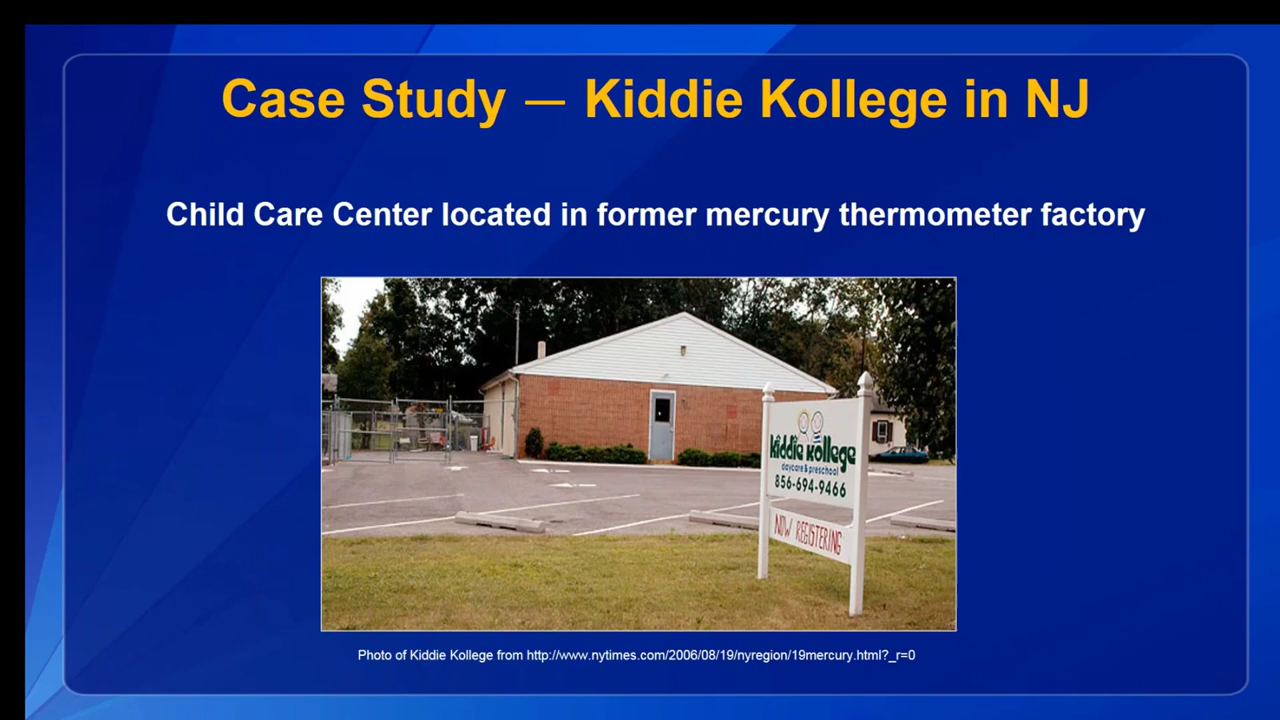 Case Study — Kiddie Kollege in NJ
Child Care Center located in former mercury thermometer factory
kiddie kollege
daycare & preschool
856-694-9466
NOW REGISTERING
Photo of Kiddie Kollege from http://www.nytimes.com/2006/08/19/nyregion/19mercury.html?_r=0